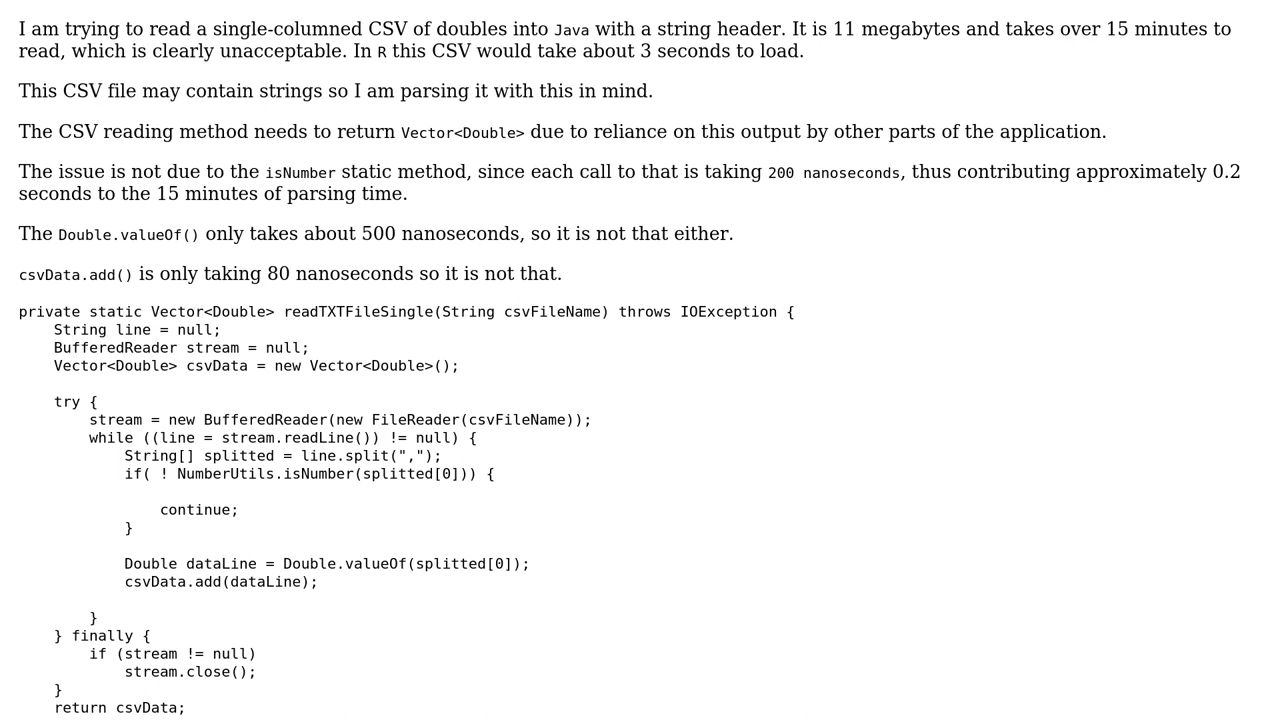 I am trying to read a single-columned CSV of doubles into Java with a string header. It is 11 megabytes and takes over 15 minutes to
read, which is clearly unacceptable. In R this CSV would take about 3 seconds to load.
This CSV file may contain strings so I am parsing it with this in mind.
The CSV reading method needs to return Vector<Double> due to reliance on this output by other parts of the application.
The issue is not due to the isNumber static method, since each call to that is taking 200 nanoseconds, thus contributing approximately 0.2
seconds to the 15 minutes of parsing time.
The Double.valueOf() only takes about 500 nanoseconds, so it is not that either.
csvData.add() is only taking 80 nanoseconds so it is not that.
private static Vector<Double> readTXTFileSingle(String csvFileName) throws IOException {
    String line = null;
    BufferedReader stream = null;
    Vector<Double> csvData = new Vector<Double>();
    try {
        stream = new BufferedReader(new FileReader(csvFileName));
        while ((line = stream.readLine()) != null) {
            String[] splitted = line.split(",");
            if( ! NumberUtils.isNumber(splitted[0])) {
                continue;
            }
            Double dataLine = Double.valueOf(splitted[0]);
            csvData.add(dataLine);
        }
    } finally {
        if (stream != null)
            stream.close();
    }
    return csvData;